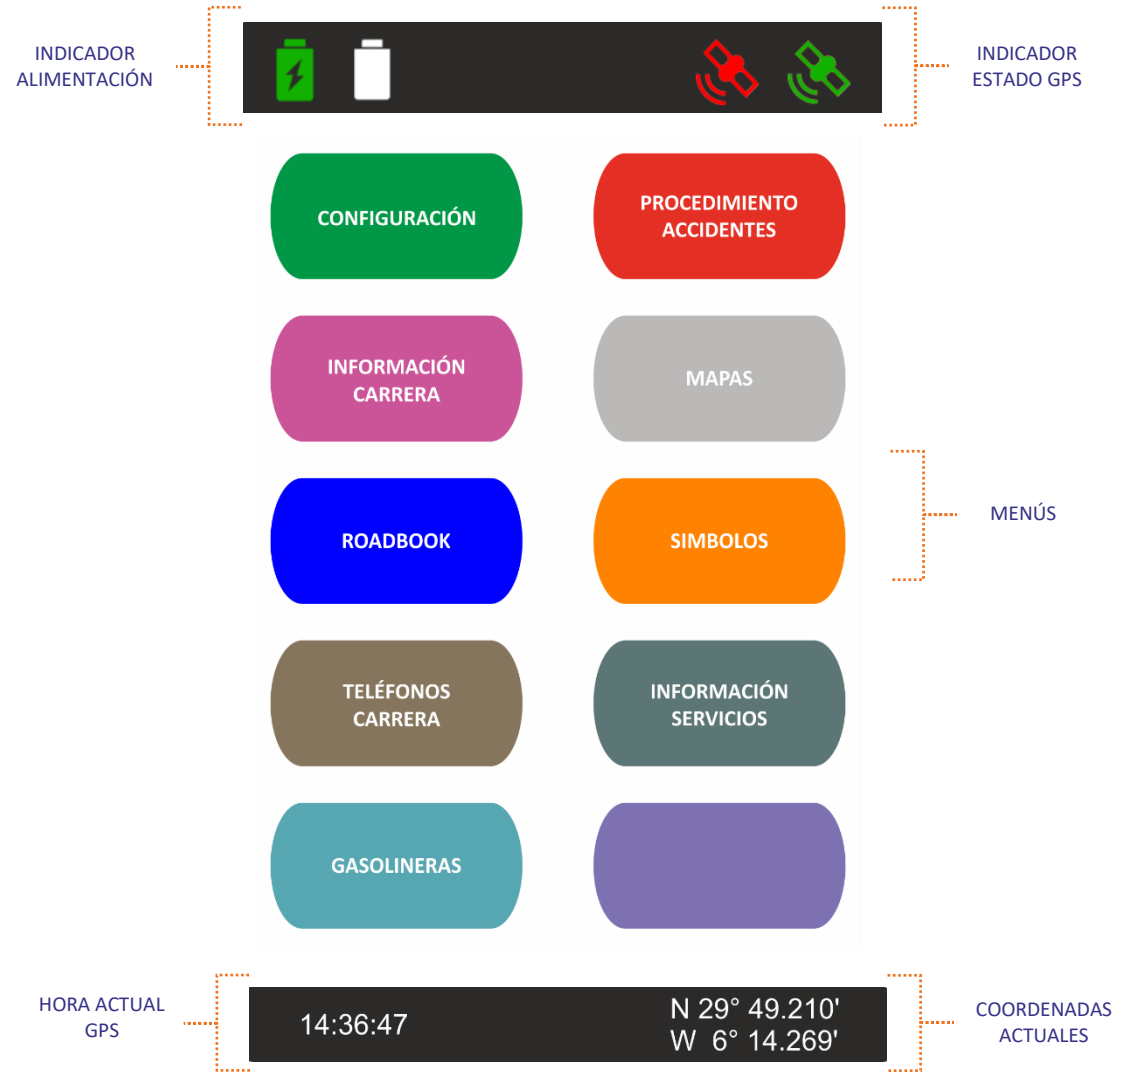 INDICADOR
ALIMENTACIÓN
INDICADOR
ESTADO GPS
CONFIGURACIÓN
PROCEDIMIENTO
ACCIDENTES
INFORMACIÓN
CARRERA
MAPAS
ROADBOOK
SIMBOLOS
MENÚS
TELÉFONOS
CARRERA
INFORMACIÓN
SERVICIOS
GASOLINERAS
HORA ACTUAL
GPS
14:36:47
N 29° 49.210'
W 6° 14.269'
COORDENADAS
ACTUALES